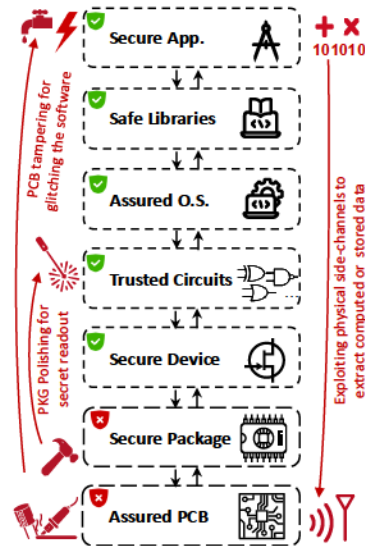 Secure App.
101010
Safe Libraries
Assured O.S.
Trusted Circuits
Secure Device
Secure Package
Assured PCB
PCB tampering for
glitching the software
PKG Polishing for
secret readout
Exploiting physical side-channels to
extract computed or stored data